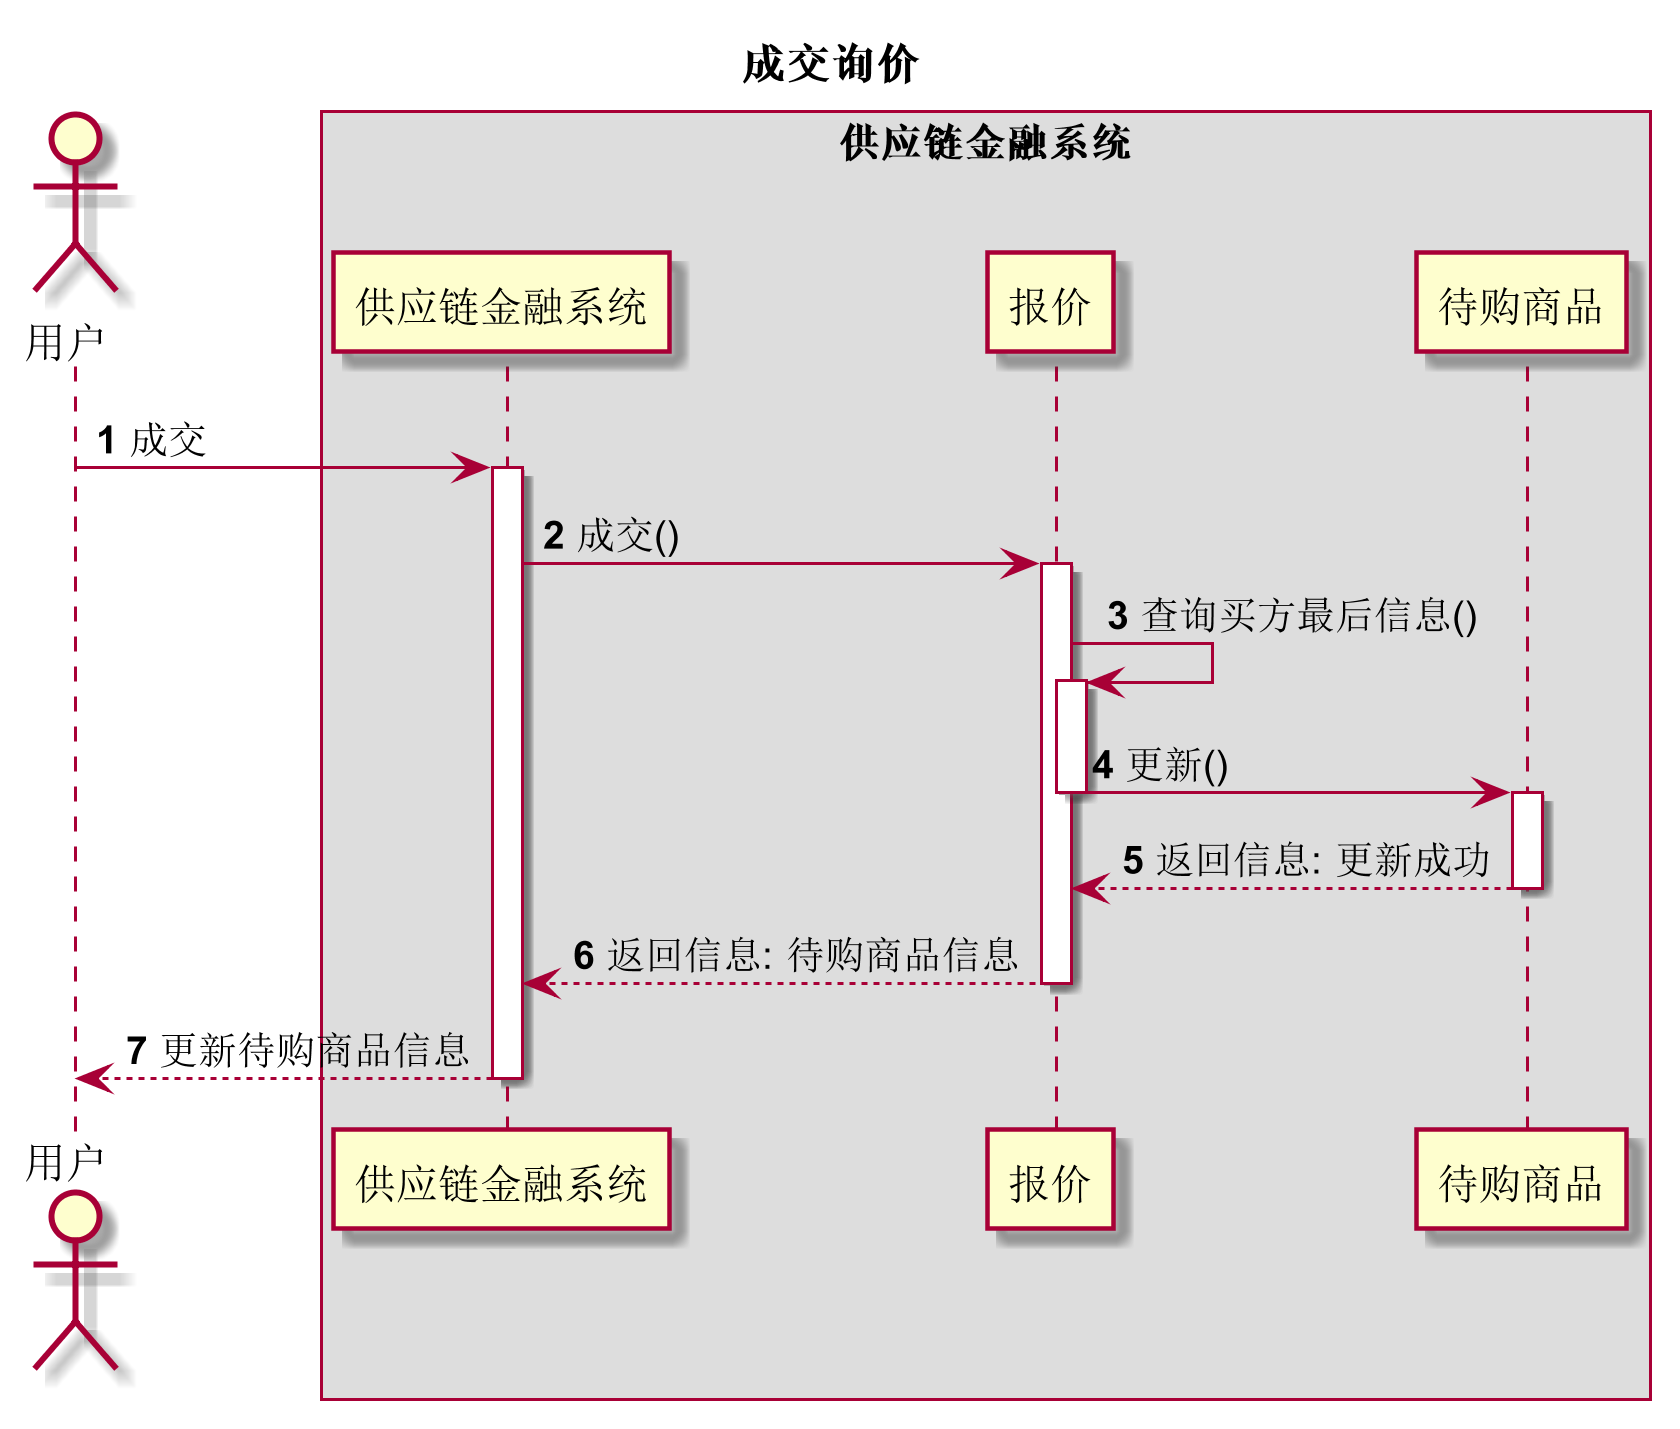 成交询价
供应链金融系统
用户
供应链金融系统
报价
待购商品
1 成交
2 成交()
3 查询买方最后信息()
4 更新()
5 返回信息: 更新成功
6 返回信息: 待购商品信息
7 更新待购商品信息
用户
供应链金融系统
报价
待购商品